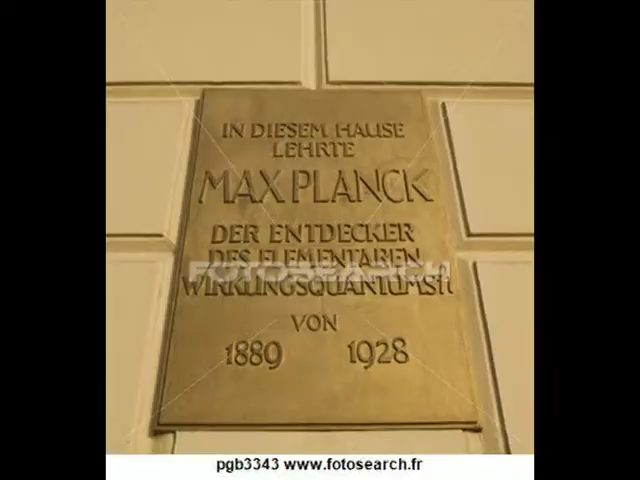 IN DIESEM HAUSE
LEHRTE
MAX PLANCK
DER ENTDECKER
DES ELEMENTAREN
FOTOSEARCH
WIRKUNGSQUANTUMS h
VON
1889 1928
pgb3343 www.fotosearch.fr